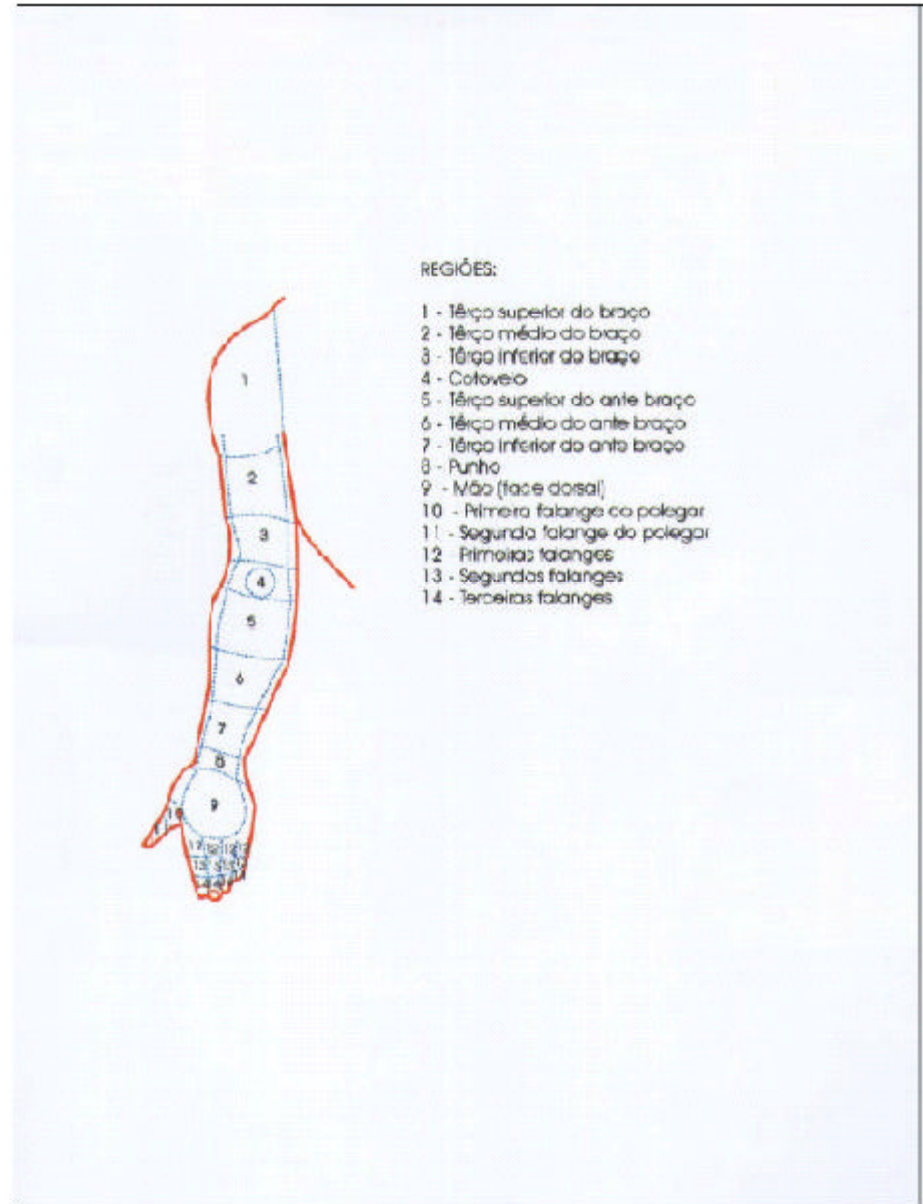 REGIÕES:
1 - Têrço superior do braço
2 - Têrço médio do braço
3 - Têrço inferior do braço
4 - Cotovelo
5 - Têrço superior do ante braço
6 - Têrço médio do ante braço
7 - Têrço inferior do ante braço
8 - Punho
9 - Mão (face dorsal)
10 - Primeira falange do polegar
11 - Segunda falange do polegar
12 - Primeiras falanges
13 - Segundas falanges
14 - Terceiras falanges
1
2
3
4
5
6
7
8
9
10